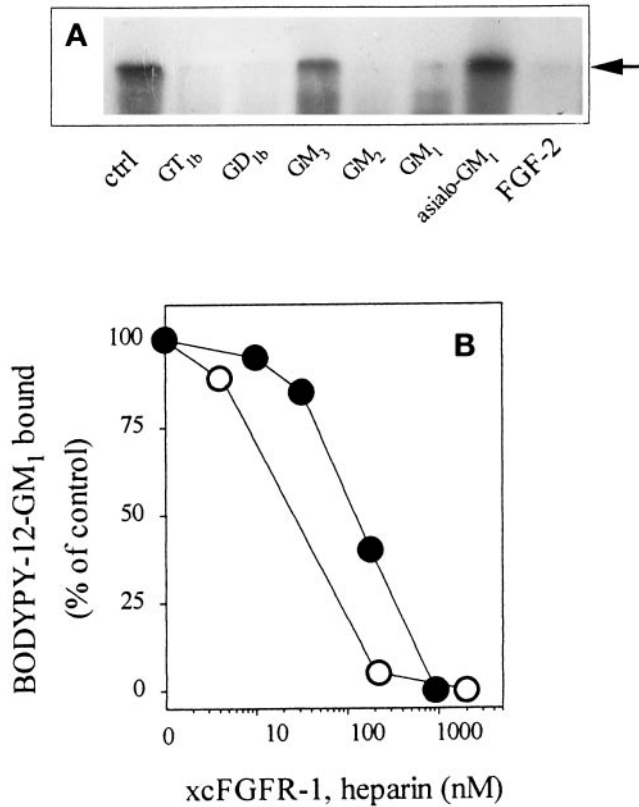 A
ctrl
GT1b
GD1b
GM3
GM2
GM1
asialo-GM1
FGF-2
B
BODYPY-12-GM1 bound
(% of control)
100
75
50
25
0
0 10 100 1000
xcFGFR-1, heparin (nM)